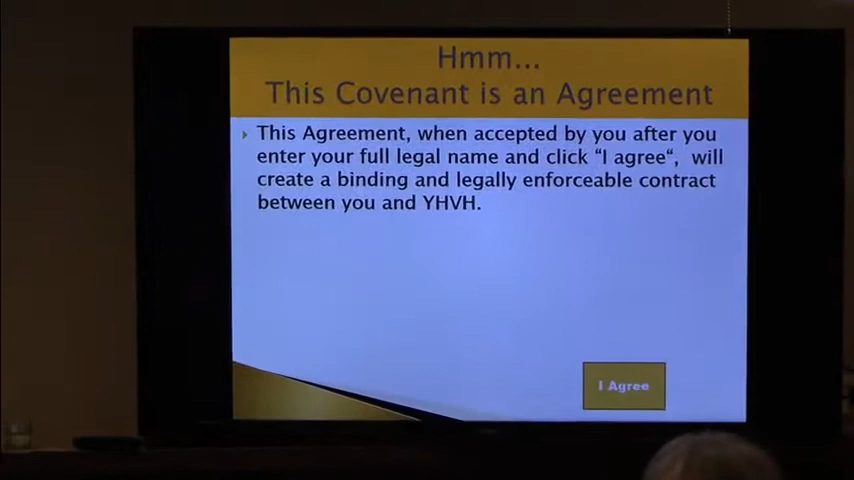 Hmm...
This Covenant is an Agreement
This Agreement, when accepted by you after you
enter your full legal name and click “I agree“, will
create a binding and legally enforceable contract
between you and YHVH.
I Agree